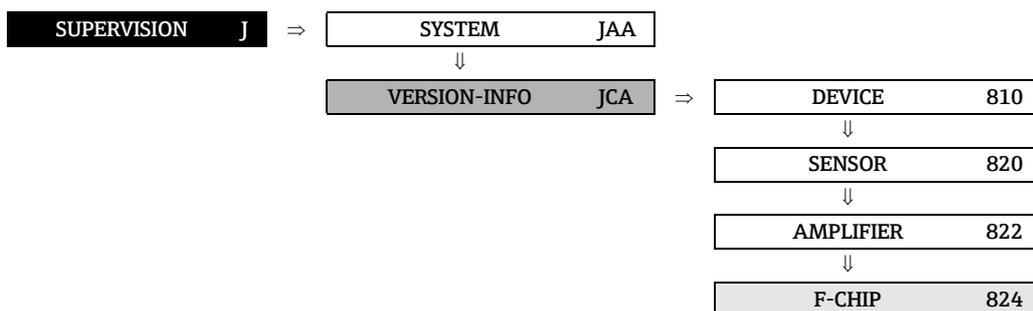 SUPERVISION J ⇒ SYSTEM JAA
⇓
VERSION-INFO JCA ⇒ DEVICE 810
⇓
SENSOR 820
⇓
AMPLIFIER 822
⇓
F-CHIP 824